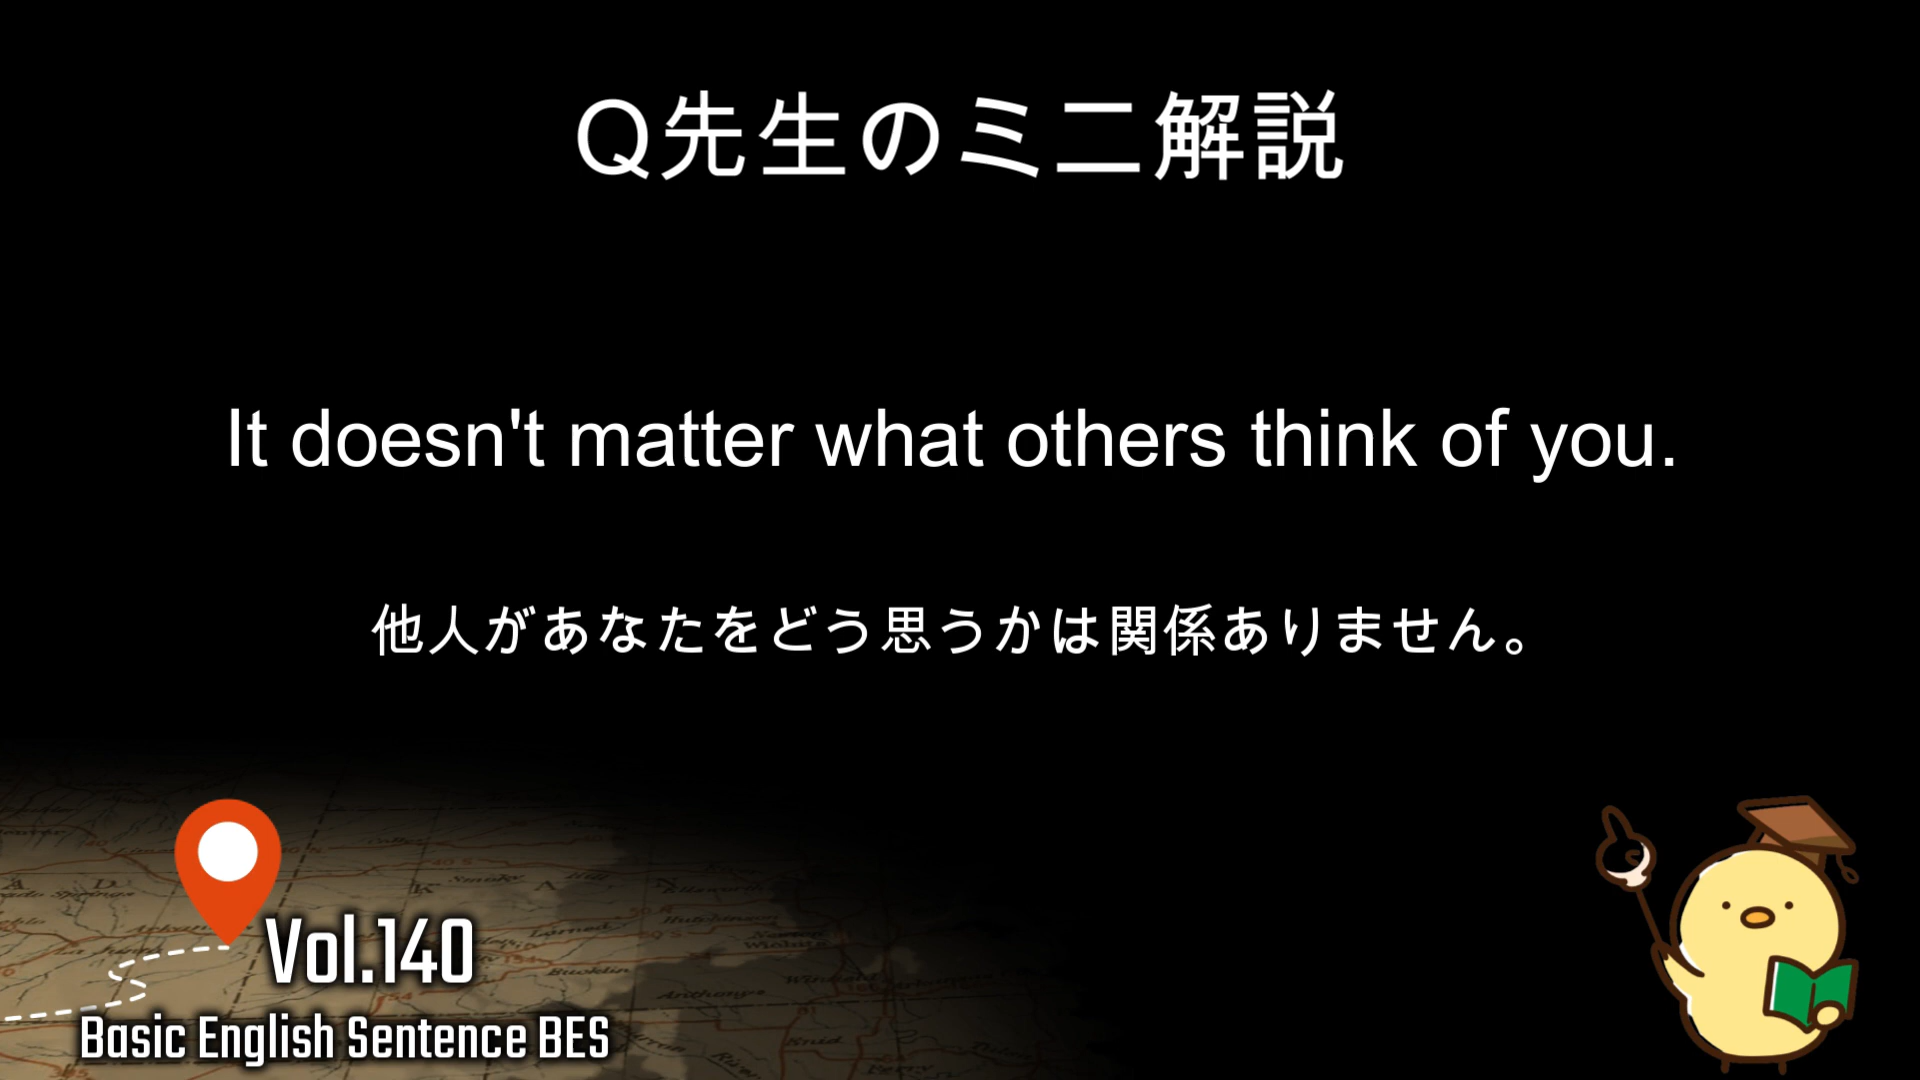 Q先生のミニ解説
It doesn't matter what others think of you.
他人があなたをどう思うかは関係ありません。
Vol.140
Basic English Sentence BES